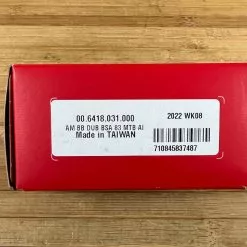 00.6418.031.000
2022 WK08
AM BB DUB BSA 83 MTB AI
Made in TAIWAN
710845837487